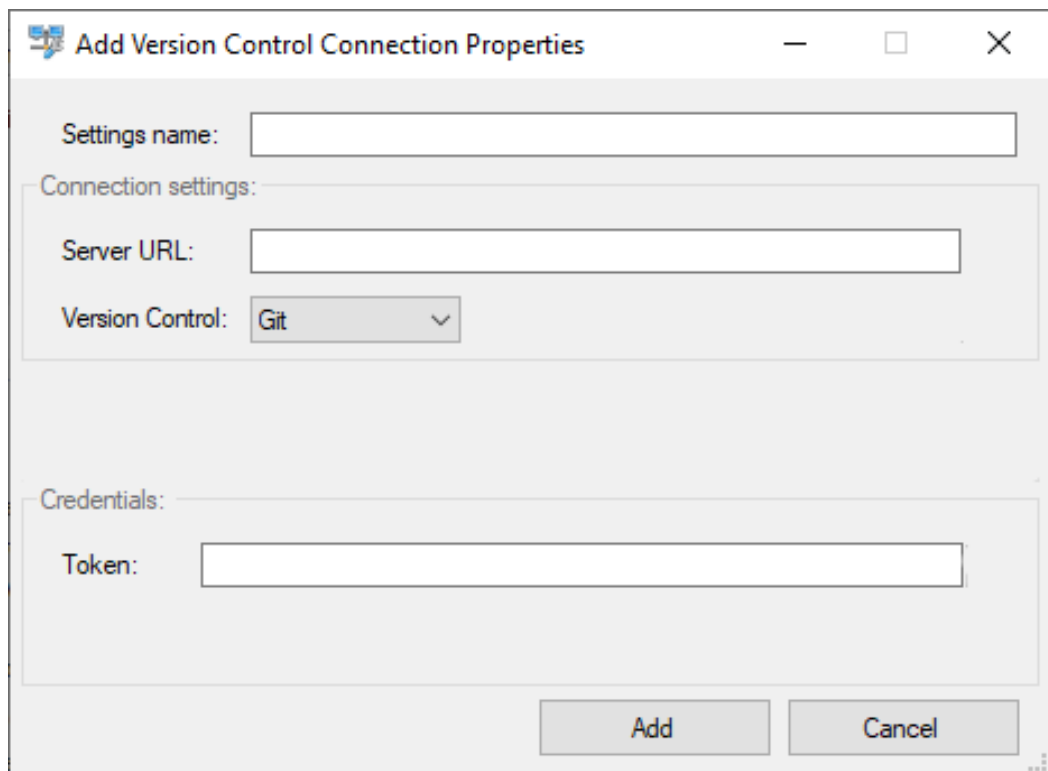 Add Version Control Connection Properties
Settings name:
Connection settings:
Server URL:
Version Control: Git
Credentials:
Token:
Add Cancel